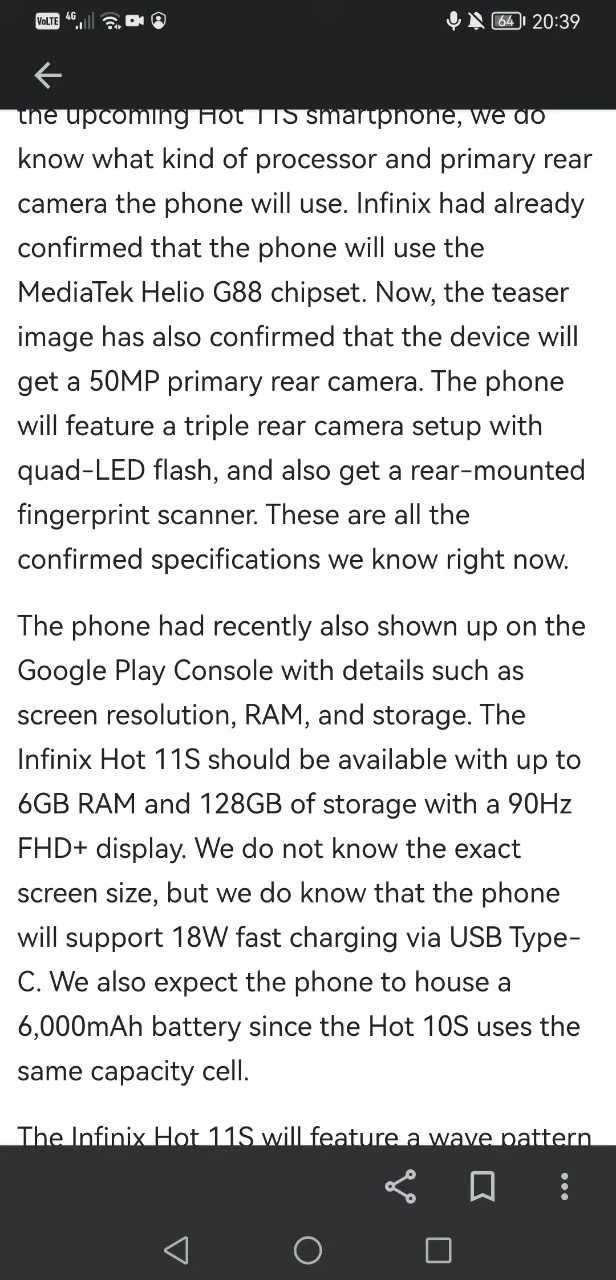 VoLTE 4G 64 20:39
the upcoming Hot 11S smartphone, we do
know what kind of processor and primary rear
camera the phone will use. Infinix had already
confirmed that the phone will use the
MediaTek Helio G88 chipset. Now, the teaser
image has also confirmed that the device will
get a 50MP primary rear camera. The phone
will feature a triple rear camera setup with
quad-LED flash, and also get a rear-mounted
fingerprint scanner. These are all the
confirmed specifications we know right now.
The phone had recently also shown up on the
Google Play Console with details such as
screen resolution, RAM, and storage. The
Infinix Hot 11S should be available with up to
6GB RAM and 128GB of storage with a 90Hz
FHD+ display. We do not know the exact
screen size, but we do know that the phone
will support 18W fast charging via USB Type-
C. We also expect the phone to house a
6,000mAh battery since the Hot 10S uses the
same capacity cell.
The Infinix Hot 11S will feature a wave pattern